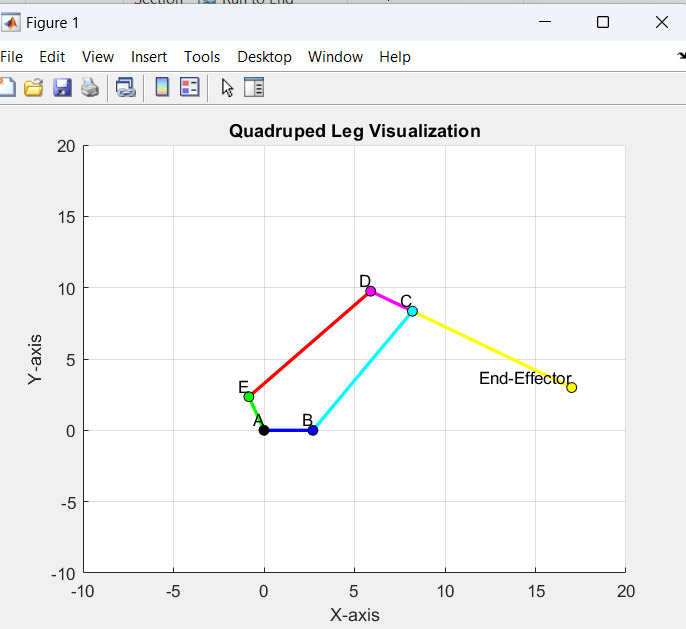 Section Run to End
Figure 1
File Edit View Insert Tools Desktop Window Help
Quadruped Leg Visualization
20
15
10
5
0
-5
-10
Y-axis
D
C
E
End-Effector
A
B
-10 -5 0 5 10 15 20
X-axis